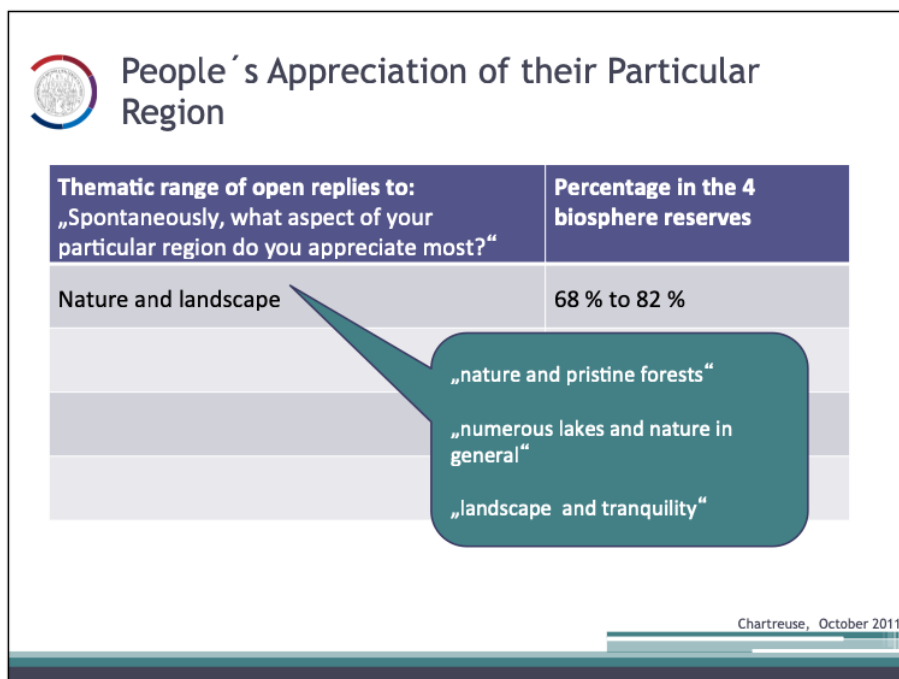 People´s Appreciation of their Particular
Region
Thematic range of open replies to:
„Spontaneously, what aspect of your
particular region do you appreciate most?“
Percentage in the 4
biosphere reserves
Nature and landscape
68 % to 82 %
„nature and pristine forests“
„numerous lakes and nature in
general“
„landscape and tranquility“
Chartreuse, October 2011